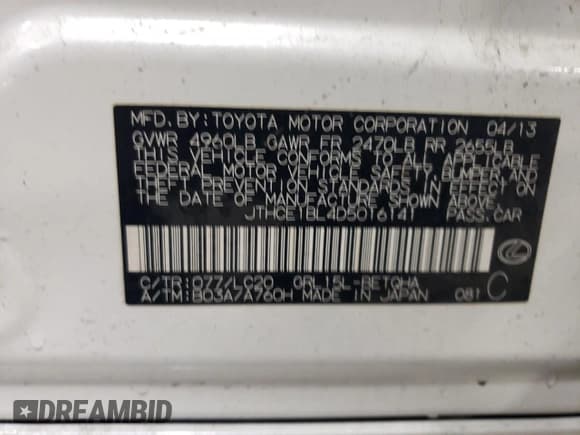 MFD. BY: TOYOTA MOTOR CORPORATION 04/13
GVWR 4960LB GAWR FR 2470LB RR 2655LB
THIS VEHICLE CONFORMS TO ALL APPLICABLE
FEDERAL MOTOR VEHICLE SAFETY, BUMPER, AND
THEFT PREVENTION STANDARDS IN EFFECT ON
THE DATE OF MANUFACTURE SHOWN ABOVE.
JTHCE1BL4D5016141 PASS. CAR
C/TR: 077/LC20 GRL15L-BETQHA
A/TM: B03A/A760H MADE IN JAPAN 081 C
DREAMBID